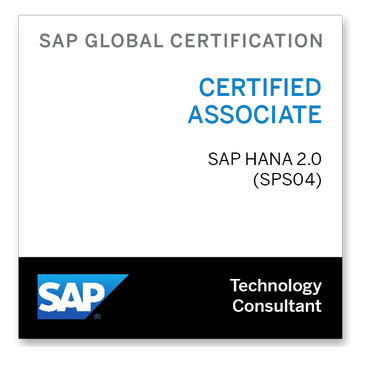 SAP GLOBAL CERTIFICATION
CERTIFIED
ASSOCIATE
SAP HANA 2.0
(SPS04)
SAP®
Technology
Consultant